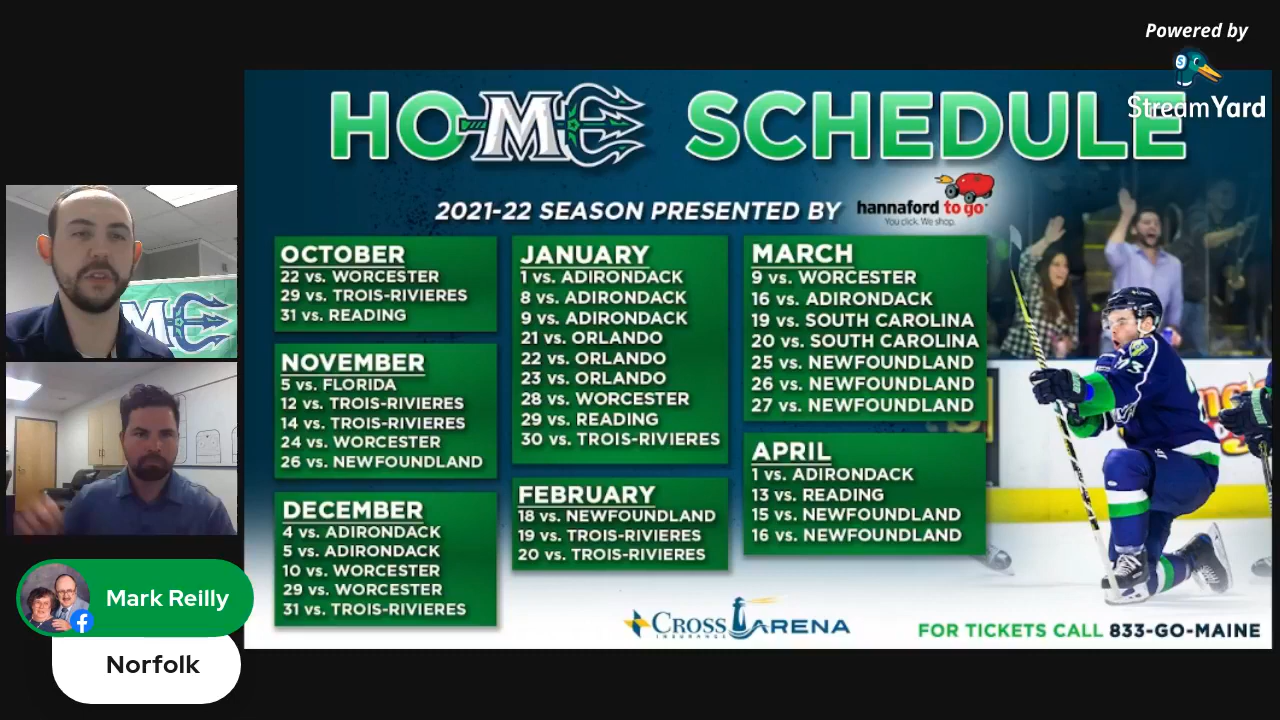 Powered by
StreamYard
HOME SCHEDULE
2021-22 SEASON PRESENTED BY
hannaford to go
You click. We shop.
OCTOBER
22 vs. WORCESTER
29 vs. TROIS-RIVIERES
31 vs. READING
NOVEMBER
5 vs. FLORIDA
12 vs. TROIS-RIVIERES
14 vs. TROIS-RIVIERES
24 vs. WORCESTER
26 vs. NEWFOUNDLAND
DECEMBER
4 vs. ADIRONDACK
5 vs. ADIRONDACK
10 vs. WORCESTER
29 vs. WORCESTER
31 vs. TROIS-RIVIERES
JANUARY
1 vs. ADIRONDACK
8 vs. ADIRONDACK
9 vs. ADIRONDACK
21 vs. ORLANDO
22 vs. ORLANDO
23 vs. ORLANDO
28 vs. WORCESTER
29 vs. READING
30 vs. TROIS-RIVIERES
FEBRUARY
18 vs. NEWFOUNDLAND
19 vs. TROIS-RIVIERES
20 vs. TROIS-RIVIERES
MARCH
9 vs. WORCESTER
16 vs. ADIRONDACK
19 vs. SOUTH CAROLINA
20 vs. SOUTH CAROLINA
25 vs. NEWFOUNDLAND
26 vs. NEWFOUNDLAND
27 vs. NEWFOUNDLAND
APRIL
1 vs. ADIRONDACK
13 vs. READING
15 vs. NEWFOUNDLAND
16 vs. NEWFOUNDLAND
CROSS ARENA
INSURANCE
FOR TICKETS CALL 833-GO-MAINE
ME
Mark Reilly
Norfolk